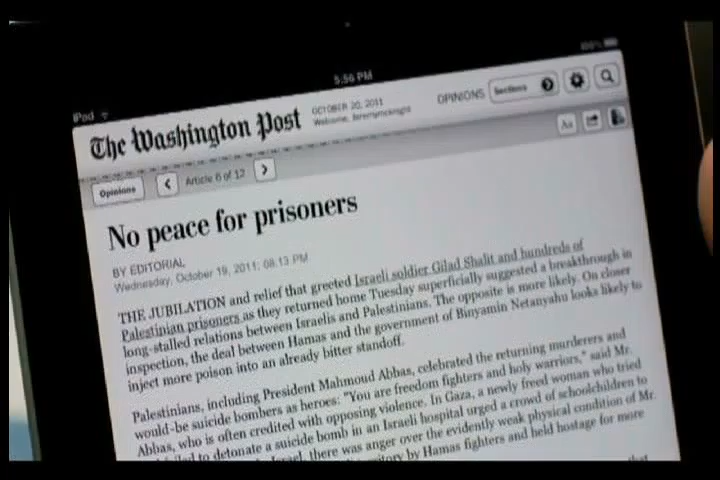 5:56 PM
100%
iPad
The Washington Post
OCTOBER 20, 2011
Welcome,
OPINIONS
Sections
Aa
Opinions
Article 6 of 12
No peace for prisoners
BY EDITORIAL
Wednesday, October 19, 2011; 08:13 PM
THE JUBILATION and relief that greeted Israeli soldier Gilad Shalit and hundreds of
Palestinian prisoners as they returned home Tuesday superficially suggested a breakthrough in
long-stalled relations between Israelis and Palestinians. The opposite is more likely. On closer
inspection, the deal between Hamas and the government of Binyamin Netanyahu looks likely to
inject more poison into an already bitter standoff.
Palestinians, including President Mahmoud Abbas, celebrated the returning murderers and
would-be suicide bombers as heroes: "You are freedom fighters and holy warriors," said Mr.
Abbas, who is often credited with opposing violence. In Gaza, a newly freed woman who tried
to detonate a suicide bomb in an Israeli hospital urged a crowd of schoolchildren to
Israel, there was anger over the evidently weak physical condition of Mr.
by Hamas fighters and held hostage for more
that